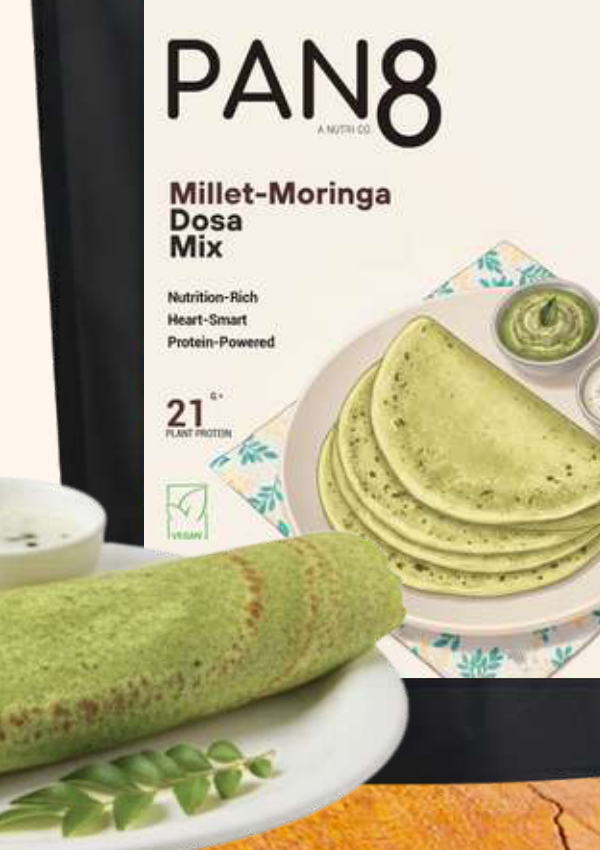 PAN8
A NUTRI CO.
Millet-Moringa
Dosa
Mix
Nutrition-Rich
Heart-Smart
Protein-Powered
21 G+
PLANT PROTEIN
VEGAN